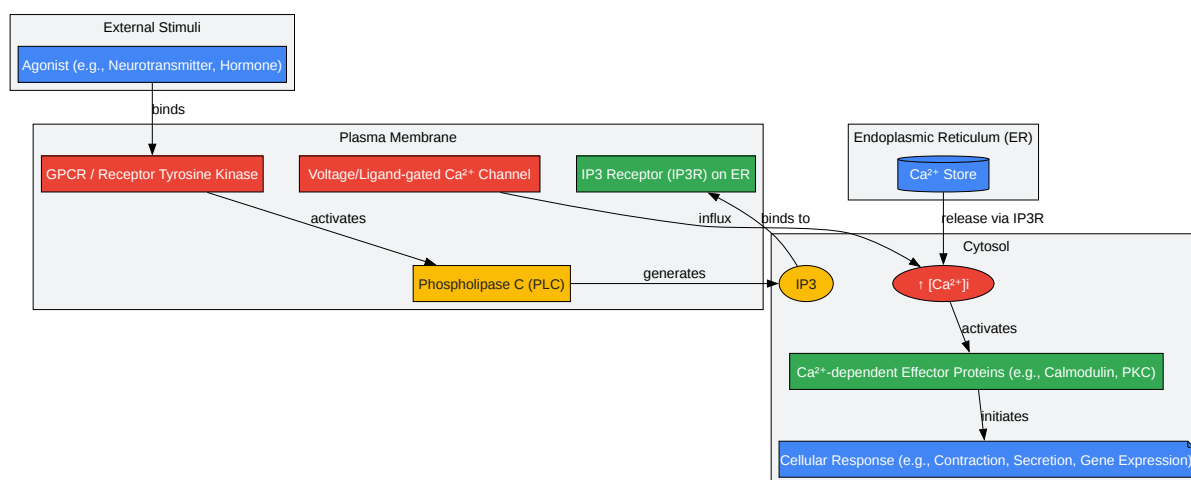 External Stimuli
Agonist (e.g., Neurotransmitter, Hormone)
binds
Plasma Membrane
Endoplasmic Reticulum (ER)
GPCR / Receptor Tyrosine Kinase
Voltage/Ligand-gated Ca²⁺ Channel
IP3 Receptor (IP3R) on ER
Ca²⁺ Store
activates
influx
binds to
release via IP3R
Cytosol
Phospholipase C (PLC)
generates
IP3
↑ [Ca²⁺]i
activates
Ca²⁺-dependent Effector Proteins (e.g., Calmodulin, PKC)
initiates
Cellular Response (e.g., Contraction, Secretion, Gene Expression)